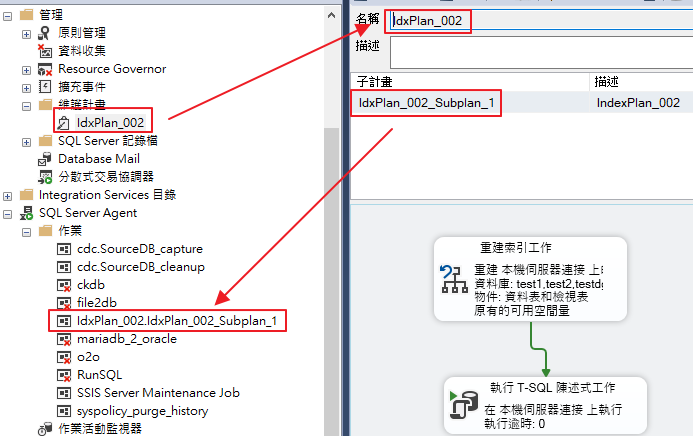 管理
原則管理
資料收集
Resource Governor
擴充事件
維護計畫
IdxPlan_002
SQL Server 記錄檔
Database Mail
分散式交易協調器
Integration Services 目錄
SQL Server Agent
作業
cdc.SourceDB_capture
cdc.SourceDB_cleanup
ckdb
file2db
IdxPlan_002.IdxPlan_002_Subplan_1
mariadb_2_oracle
o2o
RunSQL
SSIS Server Maintenance Job
syspolicy_purge_history
作業活動監視器
名稱 IdxPlan_002
描述
子計畫 描述
IdxPlan_002_Subplan_1 IndexPlan_002
重建索引工作
重建 本機伺服器連接 上的
資料庫: test1,test2,testdg
物件: 資料表和檢視表
原有的可用空間量
執行 T-SQL 陳述式工作
在 本機伺服器連接 上執行
執行逾時: 0